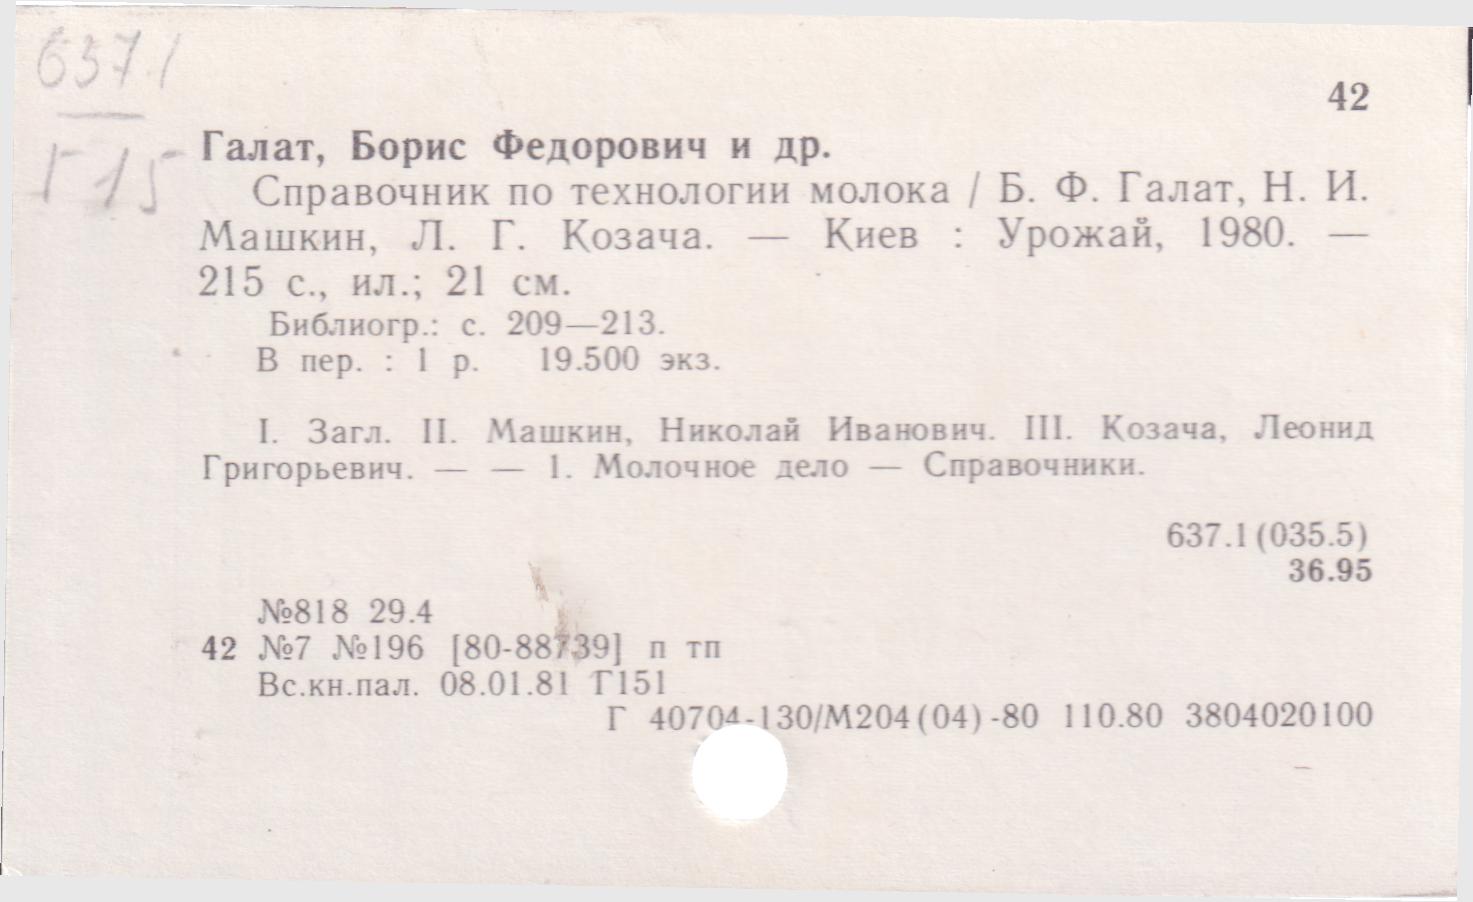 637.1
Г 15
42
Галат, Борис Федорович и др.
Справочник по технологии молока / Б. Ф. Галат, Н. И.
Машкин, Л. Г. Козача. — Киев : Урожай, 1980. —
215 с., ил.; 21 см.
Библиогр.: с. 209—213.
В пер. : 1 р. 19.500 экз.
I. Загл. II. Машкин, Николай Иванович. III. Козача, Леонид
Григорьевич. — — 1. Молочное дело — Справочники.
637.1(035.5)
36.95
№818 29.4
42 №7 №196 [80-88739] п тп
Вс.кн.пал. 08.01.81 Т151
Г 40704-130/М204(04)-80 110.80 3804020100